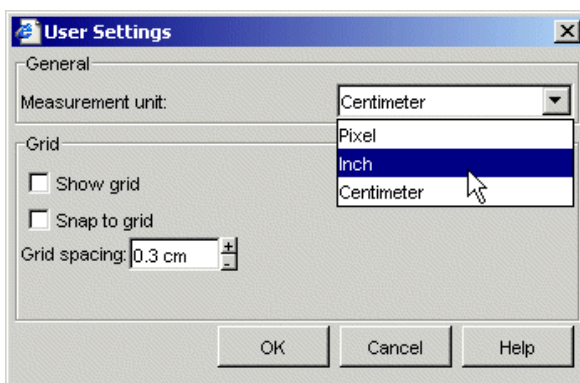 User Settings
General
Measurement unit: Centimeter
Pixel
Inch
Centimeter
Grid
Show grid
Snap to grid
Grid spacing: 0.3 cm
OK Cancel Help